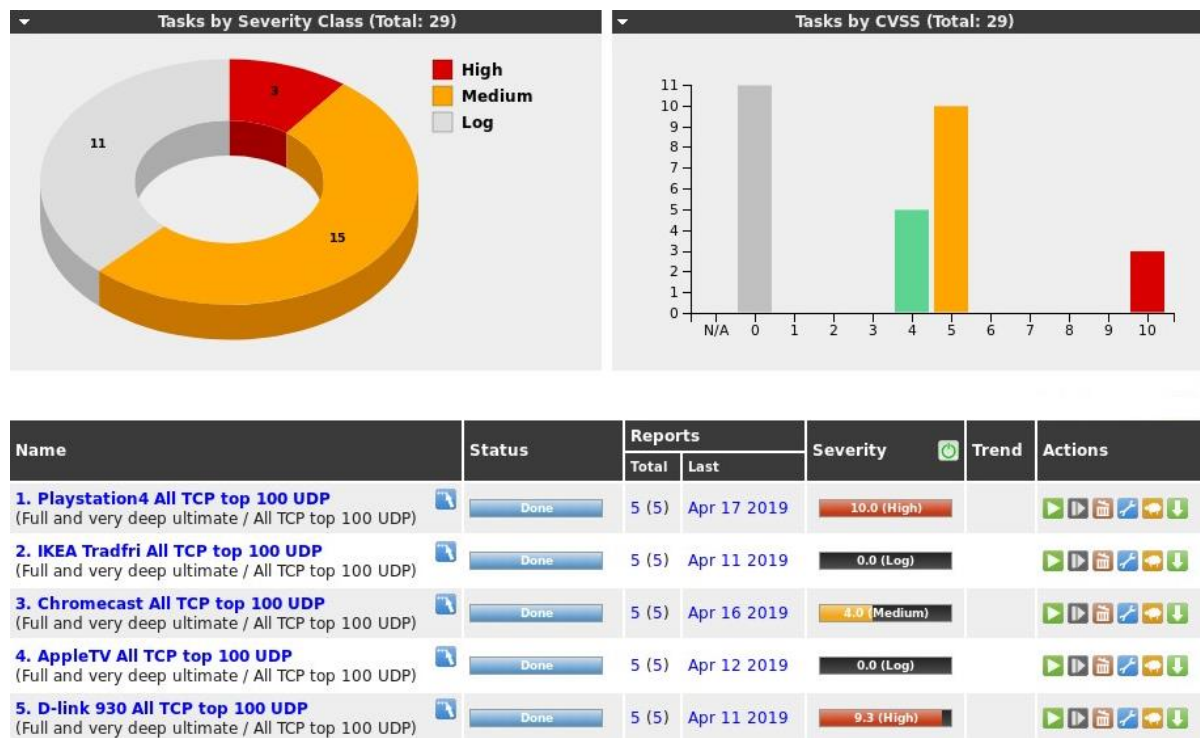 Tasks by Severity Class (Total: 29)
3
11
15
High
Medium
Log
Tasks by CVSS (Total: 29)
11
10
9
8
7
6
5
4
3
2
1
0
N/A 0 1 2 3 4 5 6 7 8 9 10
Name Status Reports Severity Trend Actions
Total Last
1. Playstation4 All TCP top 100 UDP
(Full and very deep ultimate / All TCP top 100 UDP)
Done 5 (5) Apr 17 2019 10.0 (High)
2. IKEA Tradfri All TCP top 100 UDP
(Full and very deep ultimate / All TCP top 100 UDP)
Done 5 (5) Apr 11 2019 0.0 (Log)
3. Chromecast All TCP top 100 UDP
(Full and very deep ultimate / All TCP top 100 UDP)
Done 5 (5) Apr 16 2019 4.0 (Medium)
4. AppleTV All TCP top 100 UDP
(Full and very deep ultimate / All TCP top 100 UDP)
Done 5 (5) Apr 12 2019 0.0 (Log)
5. D-link 930 All TCP top 100 UDP
(Full and very deep ultimate / All TCP top 100 UDP)
Done 5 (5) Apr 11 2019 9.3 (High)